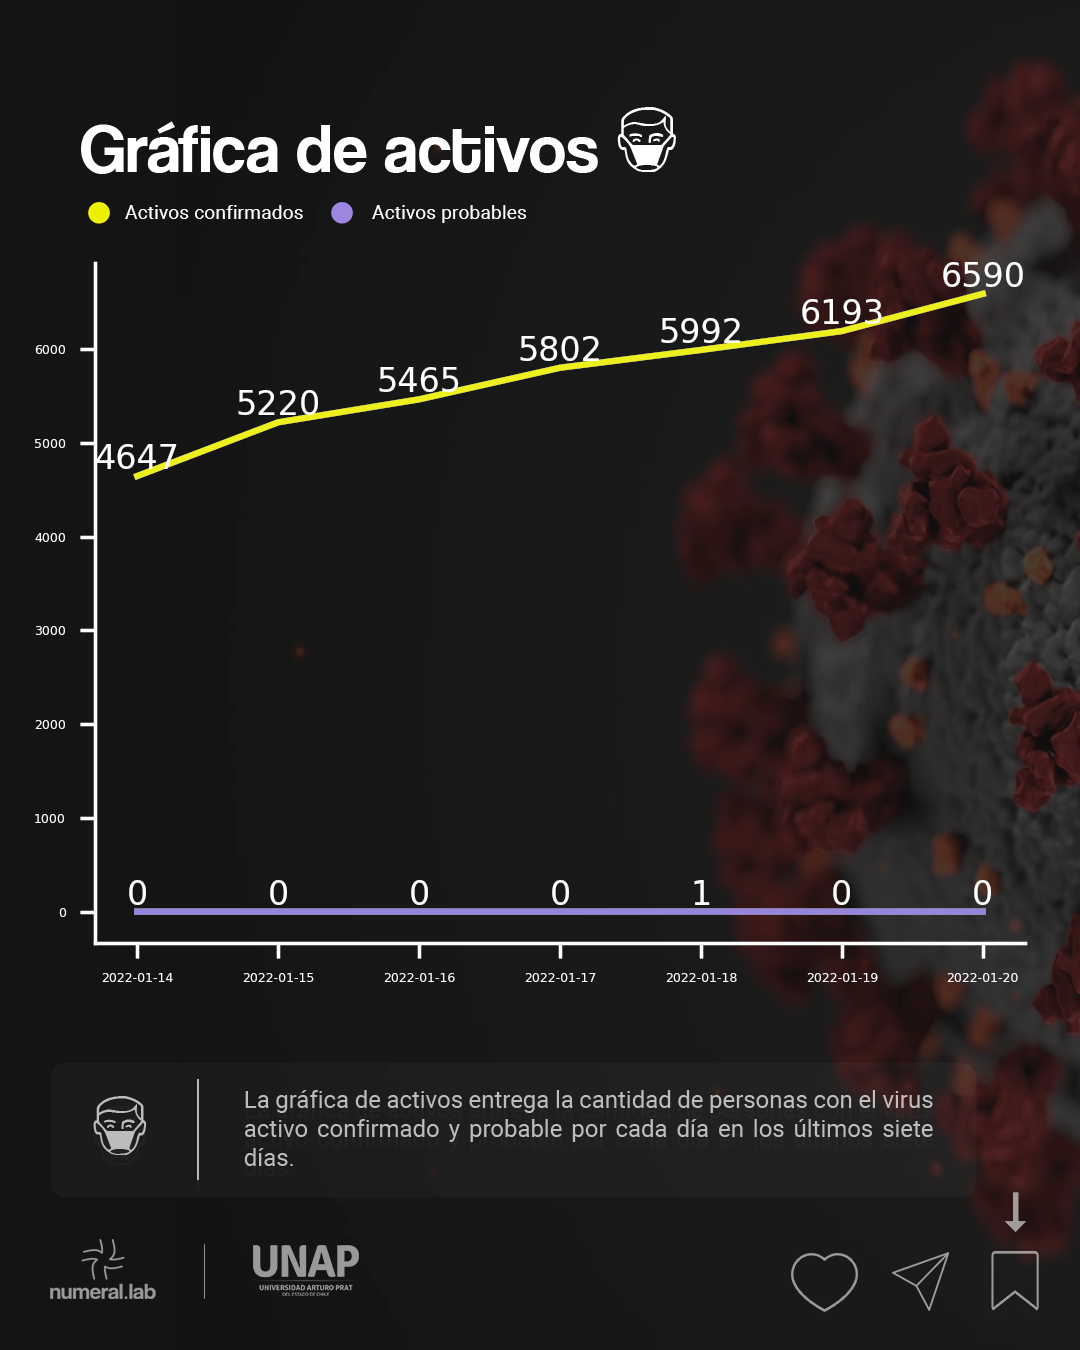 Gráfica de activos
Activos confirmados
Activos probables
6590
6193
5992
5802
5465
5220
4647
6000
5000
4000
3000
2000
1000
0
0 0 0 0 1 0 0
2022-01-14 2022-01-15 2022-01-16 2022-01-17 2022-01-18 2022-01-19 2022-01-20
La gráfica de activos entrega la cantidad de personas con el virus
activo confirmado y probable por cada día en los últimos siete
días.
numeral.lab
UNAP
UNIVERSIDAD ARTURO PRAT
DEL ESTADO DE CHILE